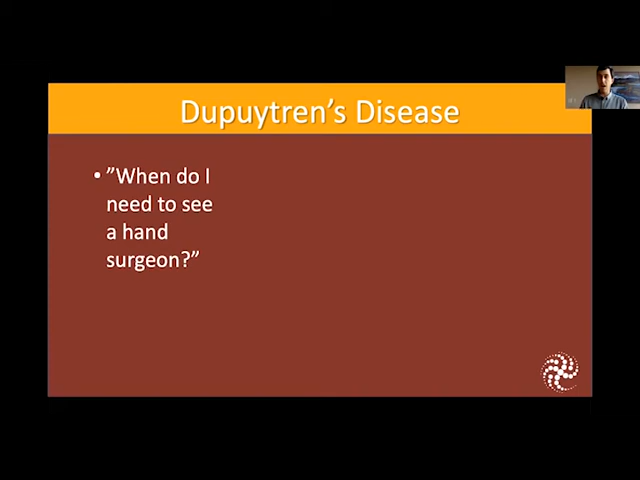 Dupuytren’s Disease
• ”When do I
need to see
a hand
surgeon?”